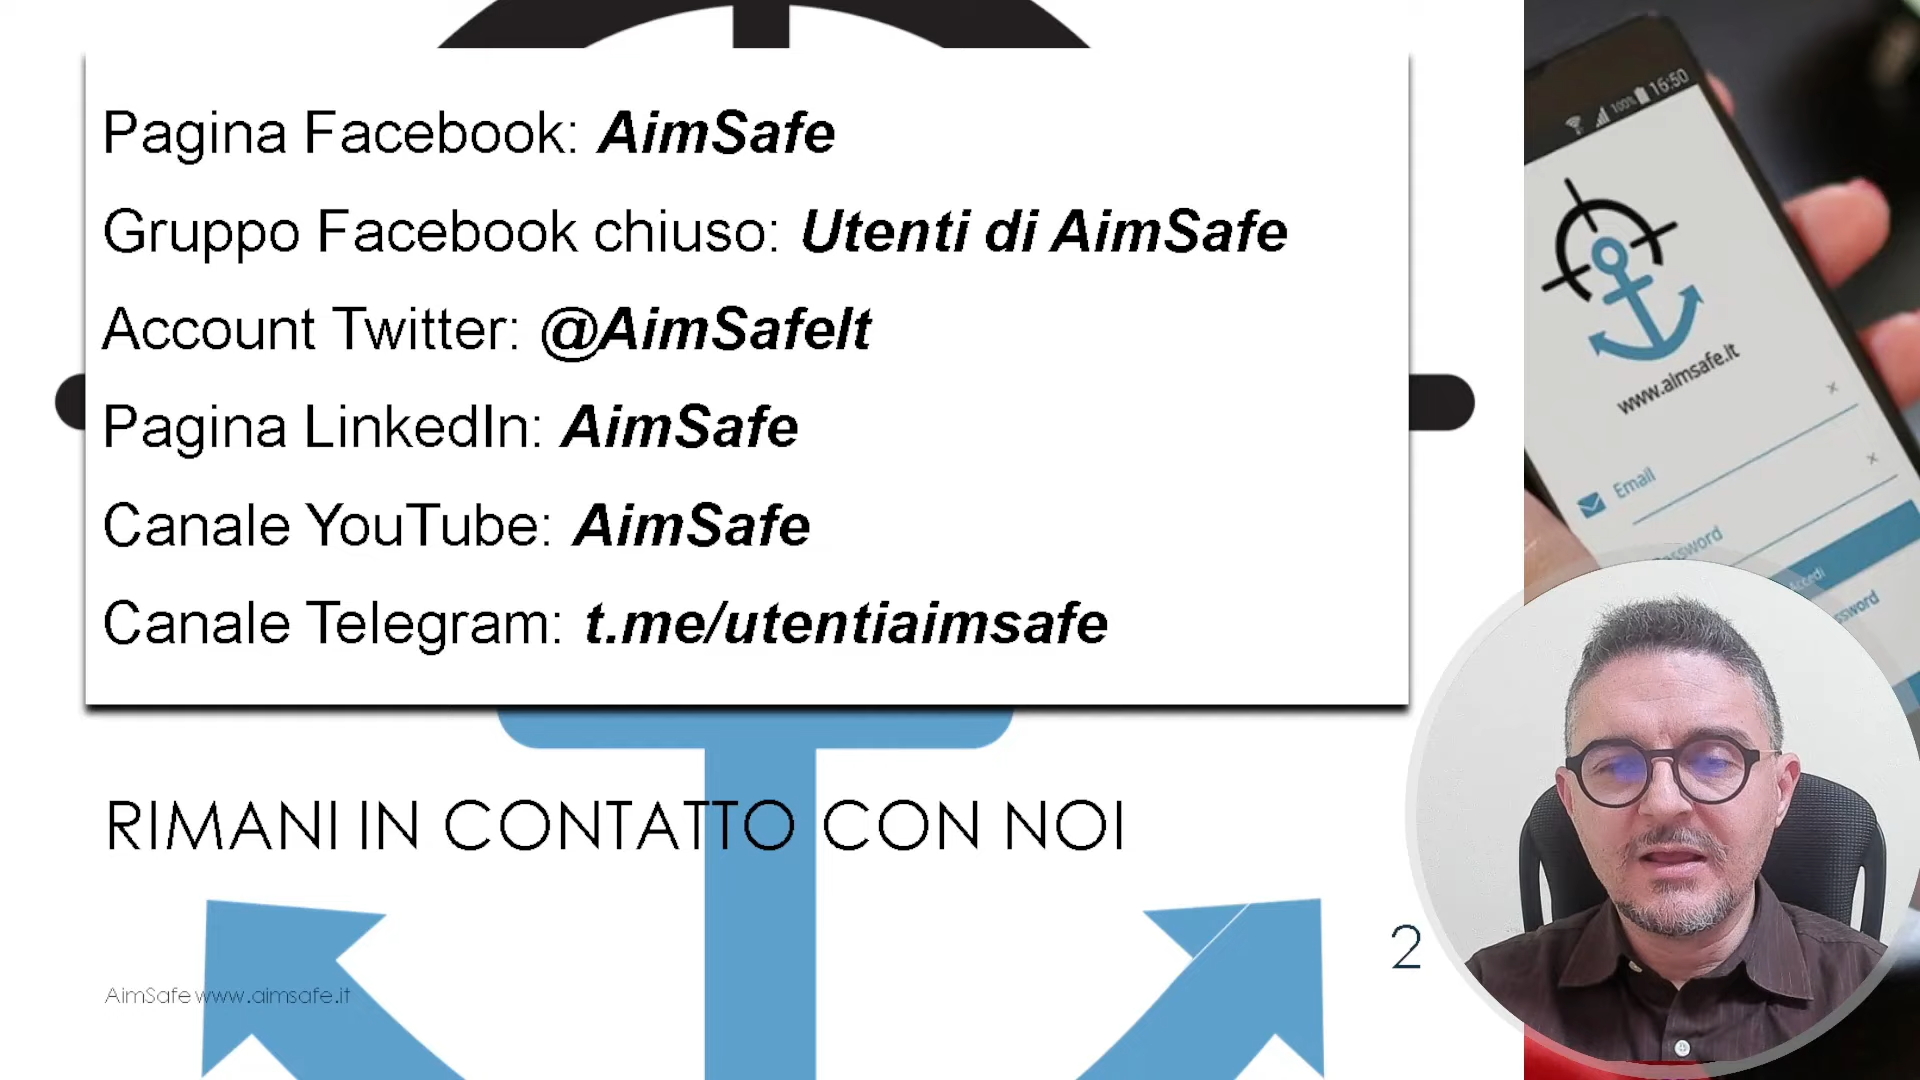 Pagina Facebook: AimSafe
Gruppo Facebook chiuso: Utenti di AimSafe
Account Twitter: @AimSafeIt
Pagina LinkedIn: AimSafe
Canale YouTube: AimSafe
Canale Telegram: t.me/utentiaimsafe
RIMANI IN CONTATTO CON NOI
2
AimSafe www.aimsafe.it
100% 16:50
www.aimsafe.it
Email
Accedi